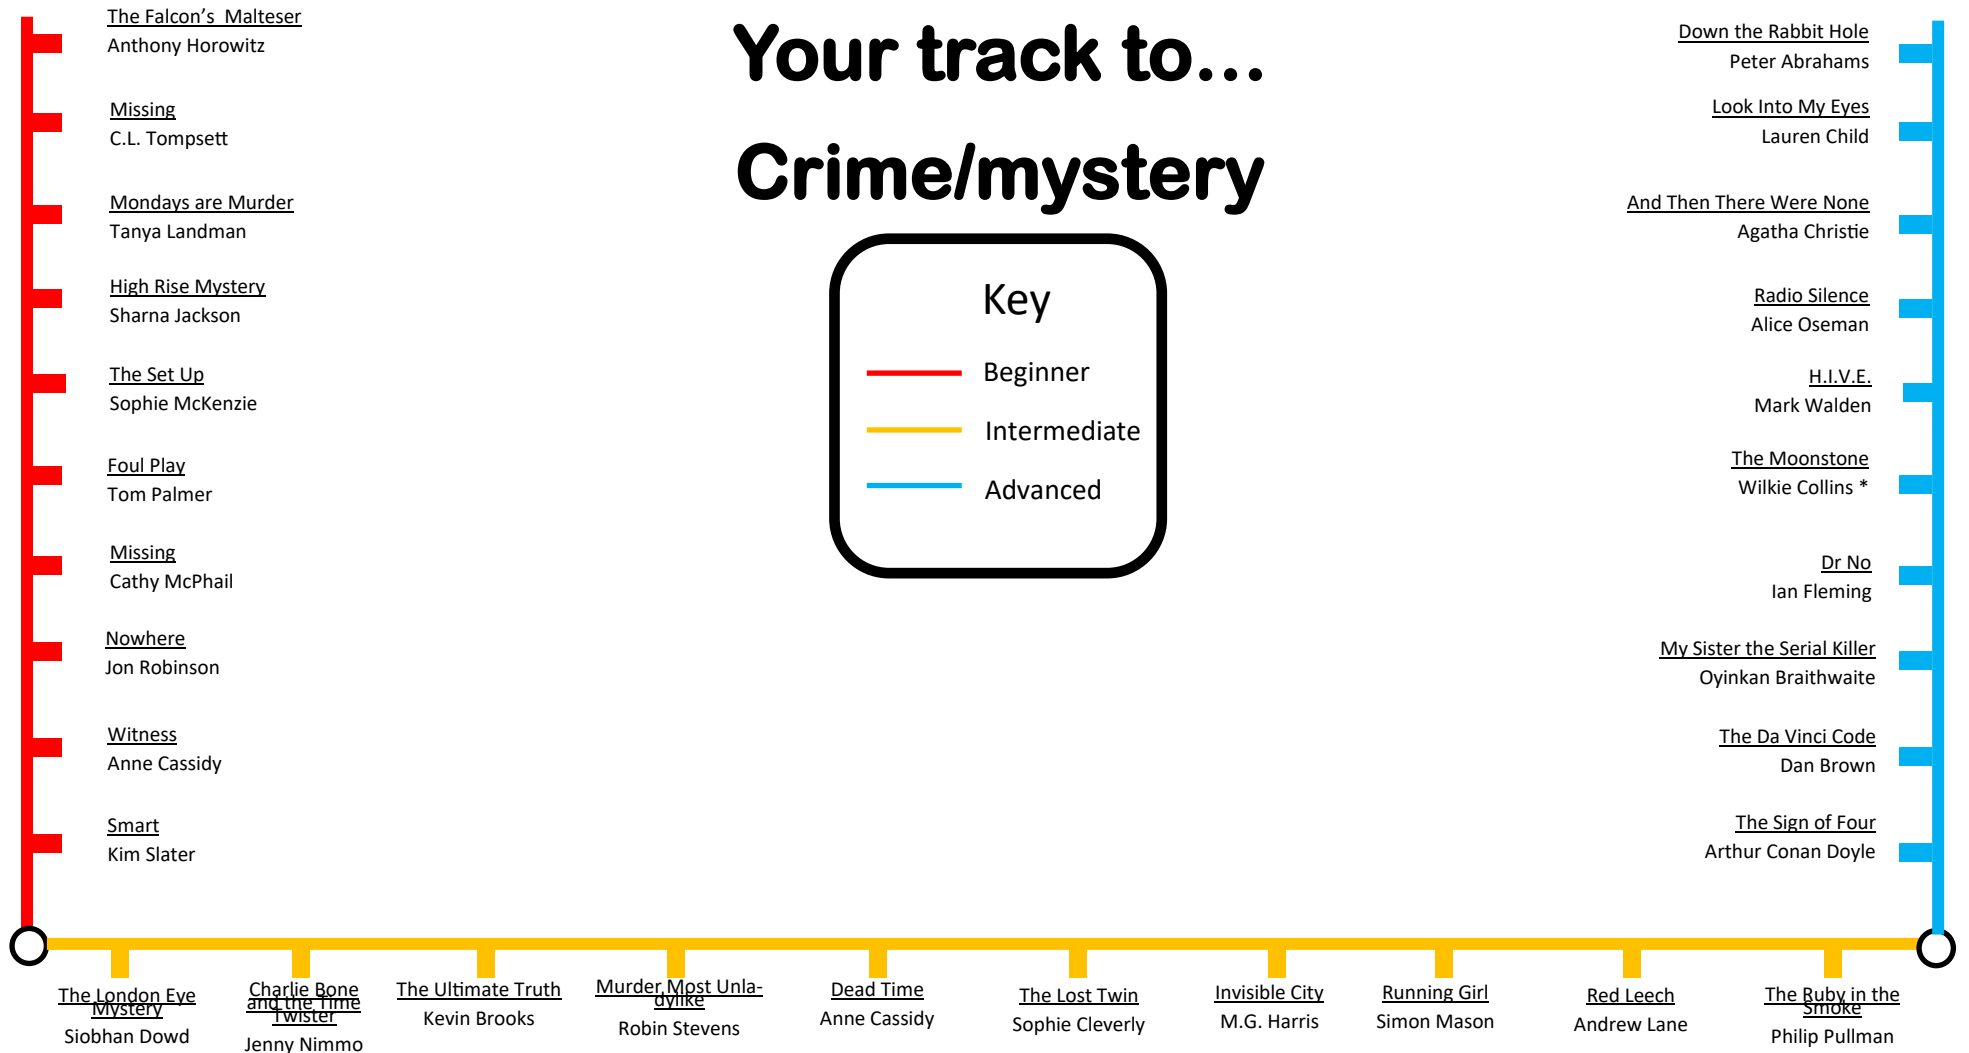 Your track to...
Crime/mystery
Key
Beginner
Intermediate
Advanced
The Falcon's  Malteser
Anthony Horowitz
Missing
C.L. Tompsett
Mondays are Murder
Tanya Landman
High Rise Mystery
Sharna Jackson
The Set Up
Sophie McKenzie
Foul Play
Tom Palmer
Missing
Cathy McPhail
Nowhere
Jon Robinson
Witness
Anne Cassidy
Smart
Kim Slater
The London Eye
Mystery
Siobhan Dowd
Charlie Bone
and the Time
Twister
Jenny Nimmo
The Ultimate Truth
Kevin Brooks
Murder Most Unla-
dylike
Robin Stevens
Dead Time
Anne Cassidy
The Lost Twin
Sophie Cleverly
Invisible City
M.G. Harris
Running Girl
Simon Mason
Red Leech
Andrew Lane
The Ruby in the
Smoke
Philip Pullman
Down the Rabbit Hole
Peter Abrahams
Look Into My Eyes
Lauren Child
And Then There Were None
Agatha Christie
Radio Silence
Alice Oseman
H.I.V.E.
Mark Walden
The Moonstone
Wilkie Collins *
Dr No
Ian Fleming
My Sister the Serial Killer
Oyinkan Braithwaite
The Da Vinci Code
Dan Brown
The Sign of Four
Arthur Conan Doyle